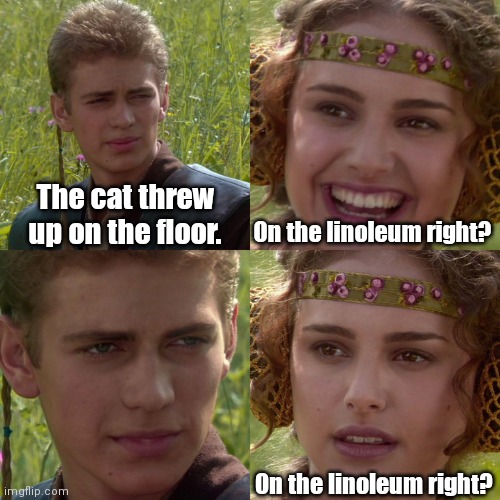 The cat threw
up on the floor.
On the linoleum right?
On the linoleum right?
imgflip.com